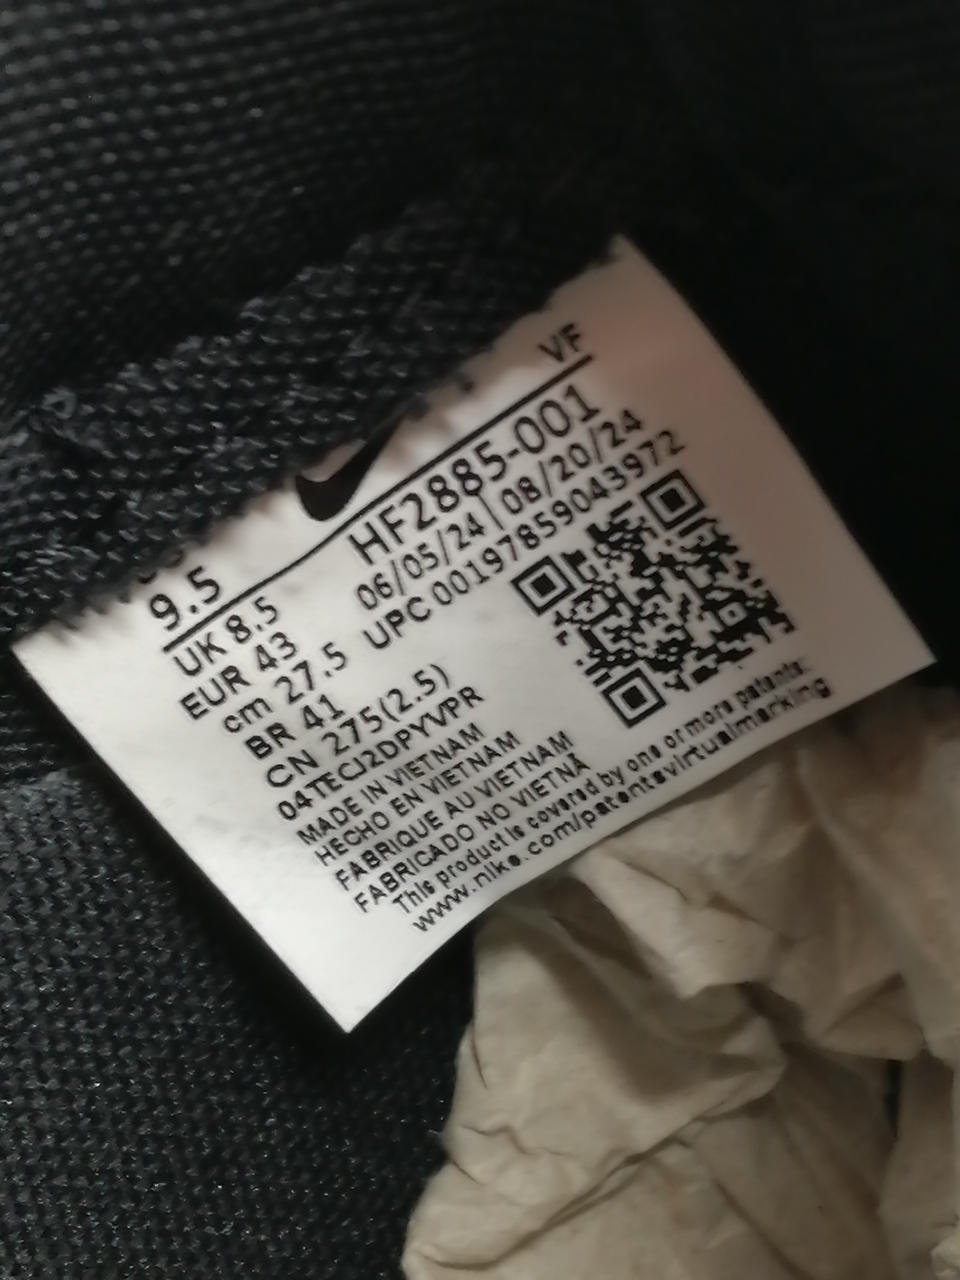 VF
9.5
HF2885-001
UK 8.5
06/05/24|08/20/24
EUR 43
UPC 00197859043972
cm 27.5
BR 41
CN 275(2.5)
04TECJ2DPYVPR
MADE IN VIETNAM
HECHO EN VIETNAM
FABRIQUE AU VIETNAM
FABRICADO NO VIETNÃ
This product is covered by one or more patents:
www.nike.com/patentsvirtualmarking